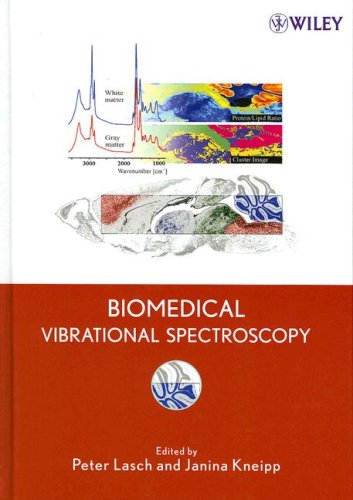 WILEY
White
matter
Protein/Lipid Ratio
Gray
matter
Cluster Image
3000 2000 1000
Wavenumber [cm⁻¹]
BIOMEDICAL
VIBRATIONAL SPECTROSCOPY
Edited by
Peter Lasch and Janina Kneipp